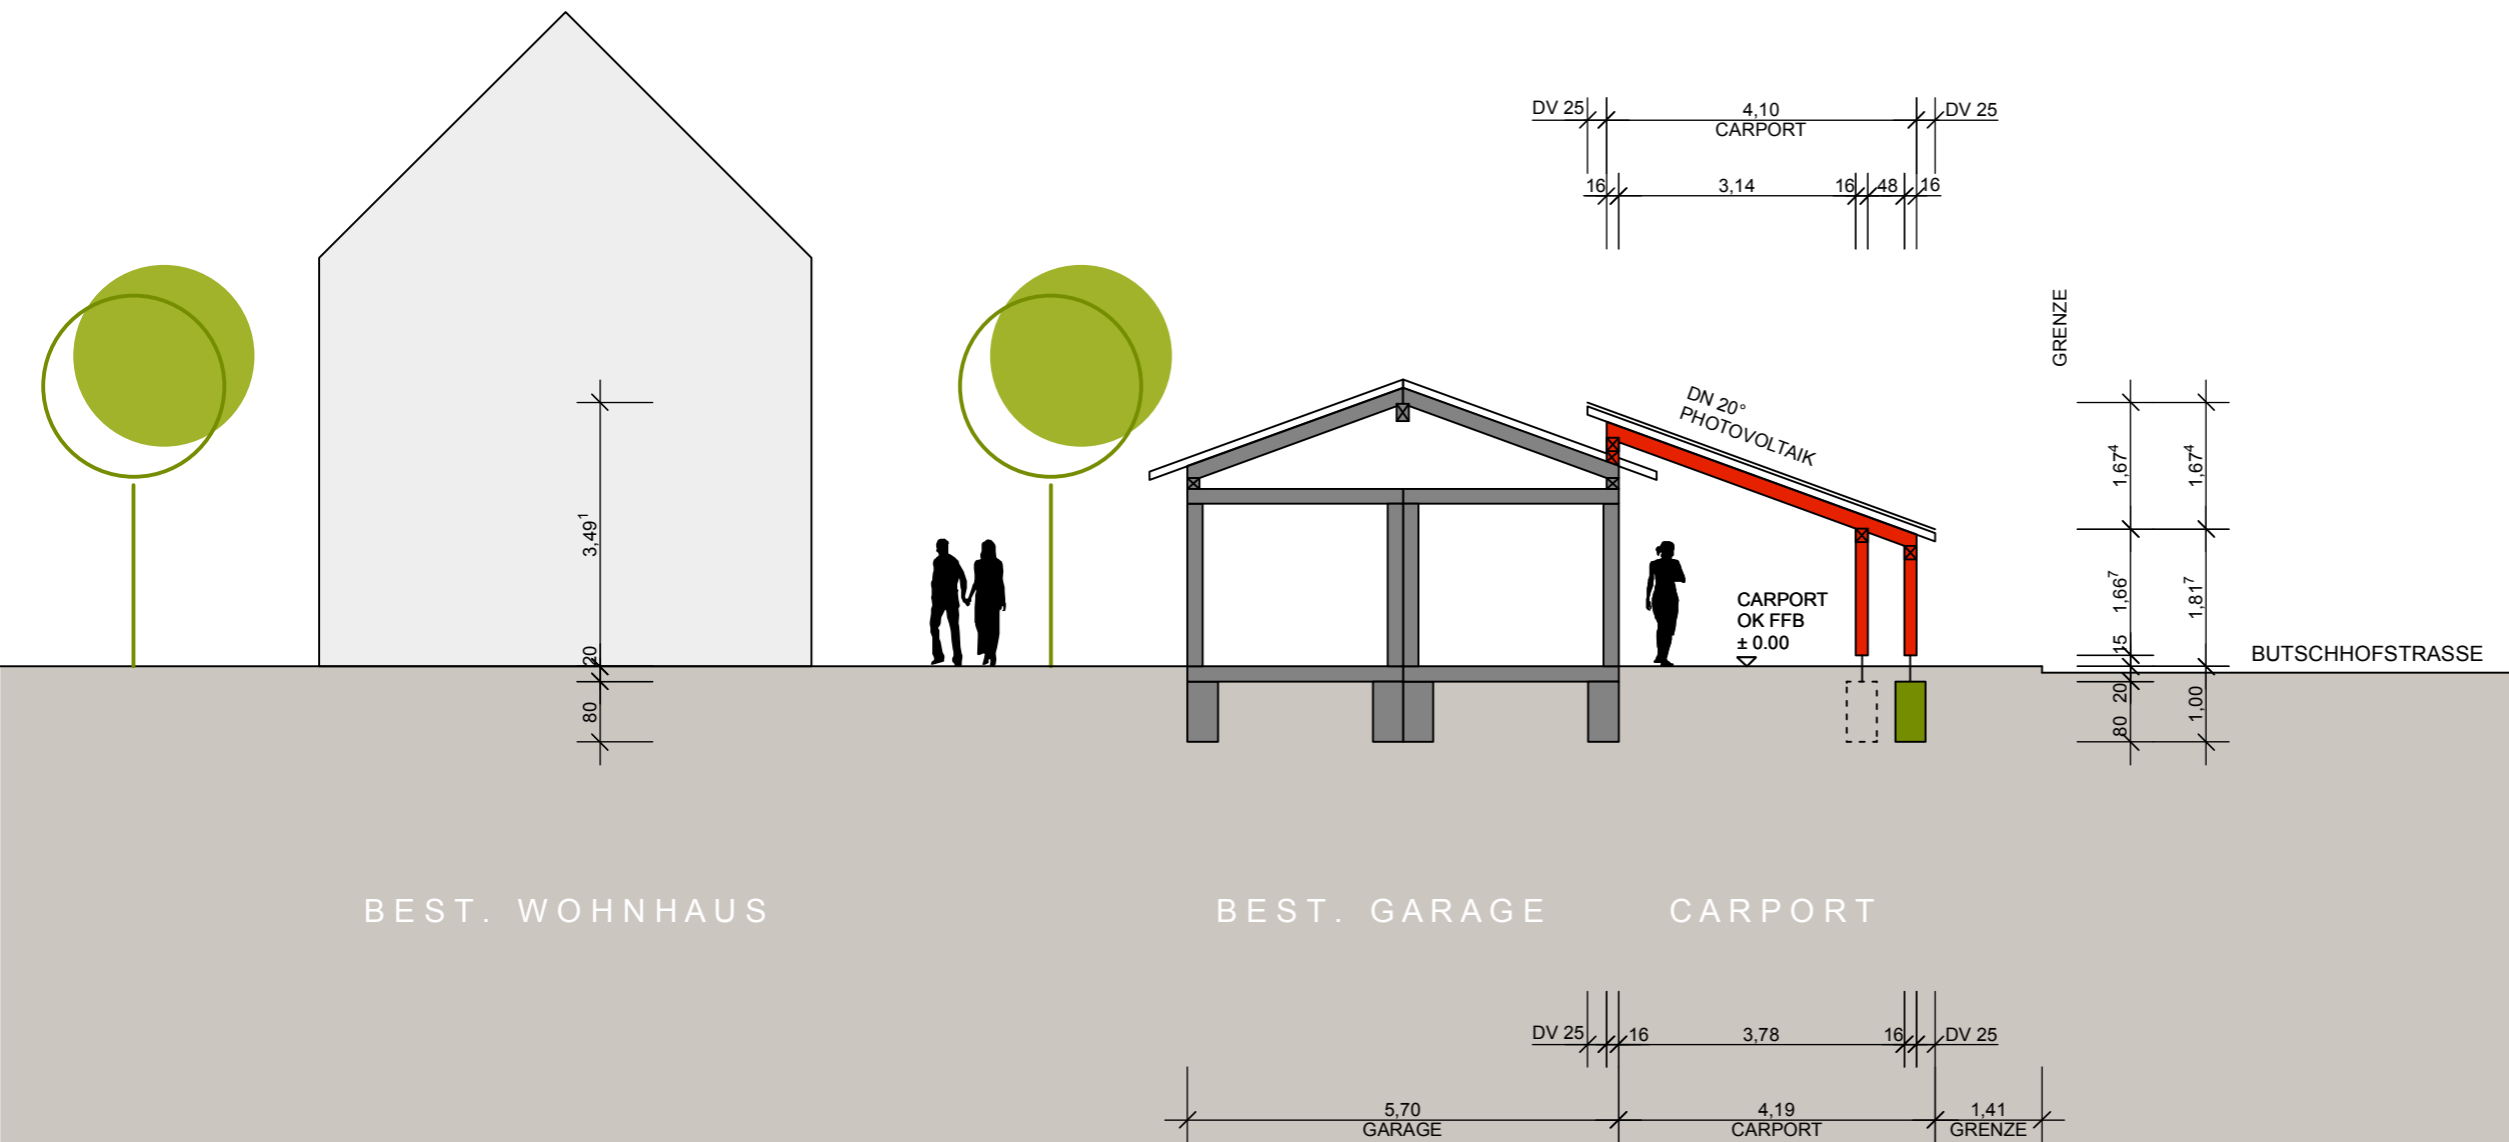 DV 25 4,10 DV 25
CARPORT
16 3,14 16 48 16
GRENZE
DN 20°
PHOTOVOLTAIK
3,49¹
20
80
CARPORT
OK FFB
± 0.00
1,67⁴
1,66⁷
15
20
80
1,67⁴
1,81⁷
1,00
BUTSCHHOFSTRASSE
BEST. WOHNHAUS BEST. GARAGE CARPORT
DV 25 16 3,78 16 DV 25
5,70 4,19 1,41
GARAGE CARPORT GRENZE